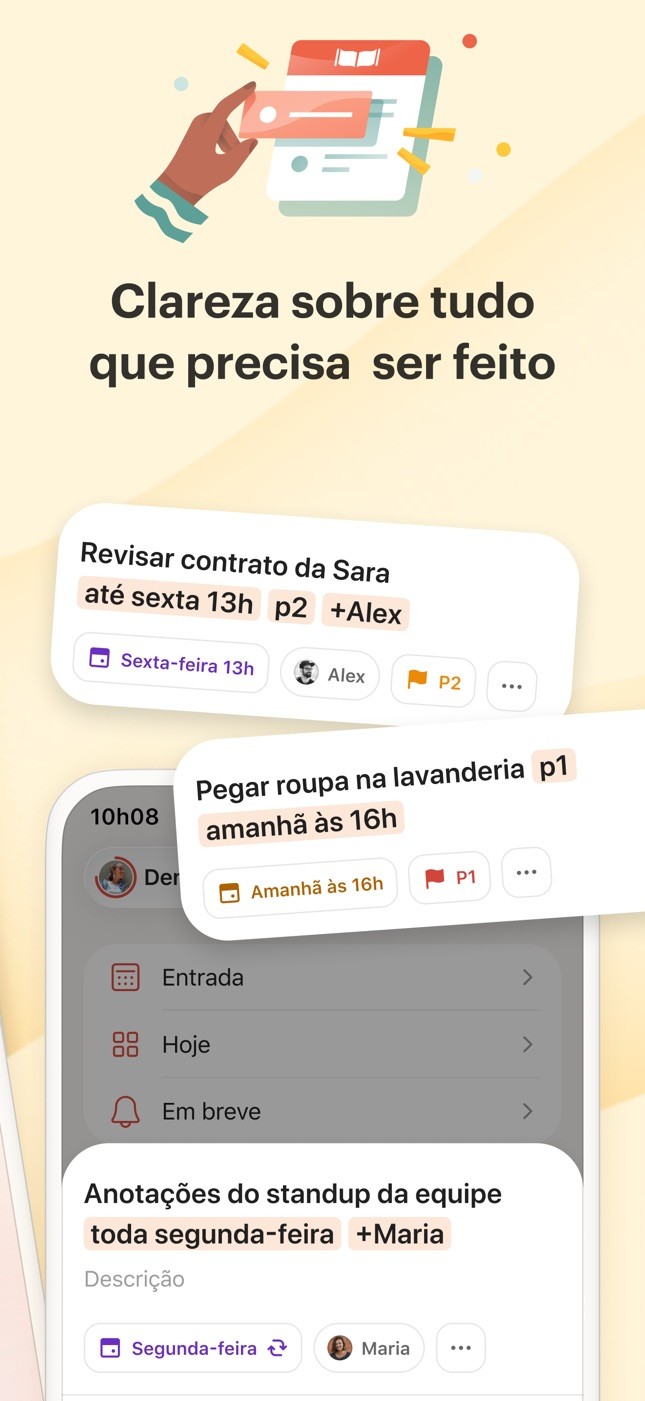 Clareza sobre tudo
que precisa  ser feito
Revisar contrato da Sara
até sexta 13h p2 +Alex
Sexta-feira 13h Alex P2 ...
Pegar roupa na lavanderia p1
amanhã às 16h
Amanhã às 16h P1 ...
10h08
Entrada
Hoje
Em breve
Anotações do standup da equipe
toda segunda-feira +Maria
Descrição
Segunda-feira Maria ...